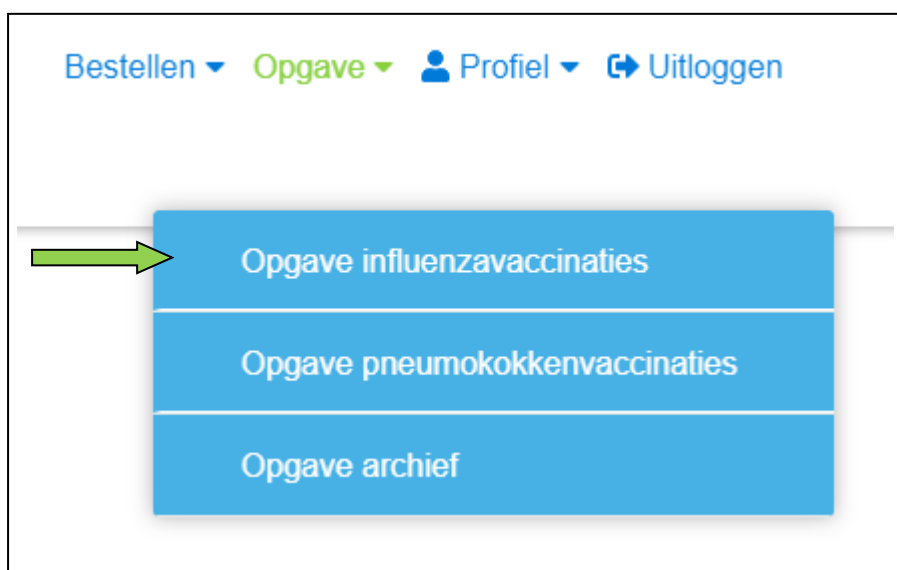 Bestellen Opgave Profiel Uitloggen
Opgave influenzavaccinaties
Opgave pneumokokkenvaccinaties
Opgave archief